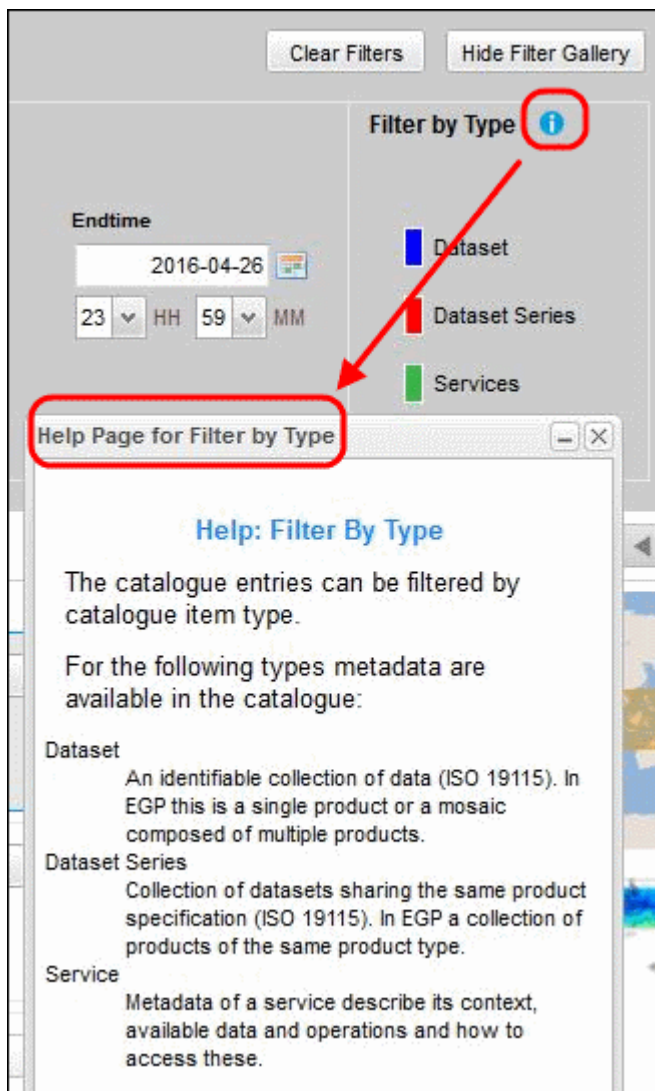 Clear Filters
Hide Filter Gallery
Filter by Type
i
Endtime
2016-04-26
23 HH 59 MM
Dataset
Dataset Series
Services
Help Page for Filter by Type
Help: Filter By Type
The catalogue entries can be filtered by
catalogue item type.
For the following types metadata are
available in the catalogue:
Dataset
An identifiable collection of data (ISO 19115). In
EGP this is a single product or a mosaic
composed of multiple products.
Dataset Series
Collection of datasets sharing the same product
specification (ISO 19115). In EGP a collection of
products of the same product type.
Service
Metadata of a service describe its context,
available data and operations and how to
access these.